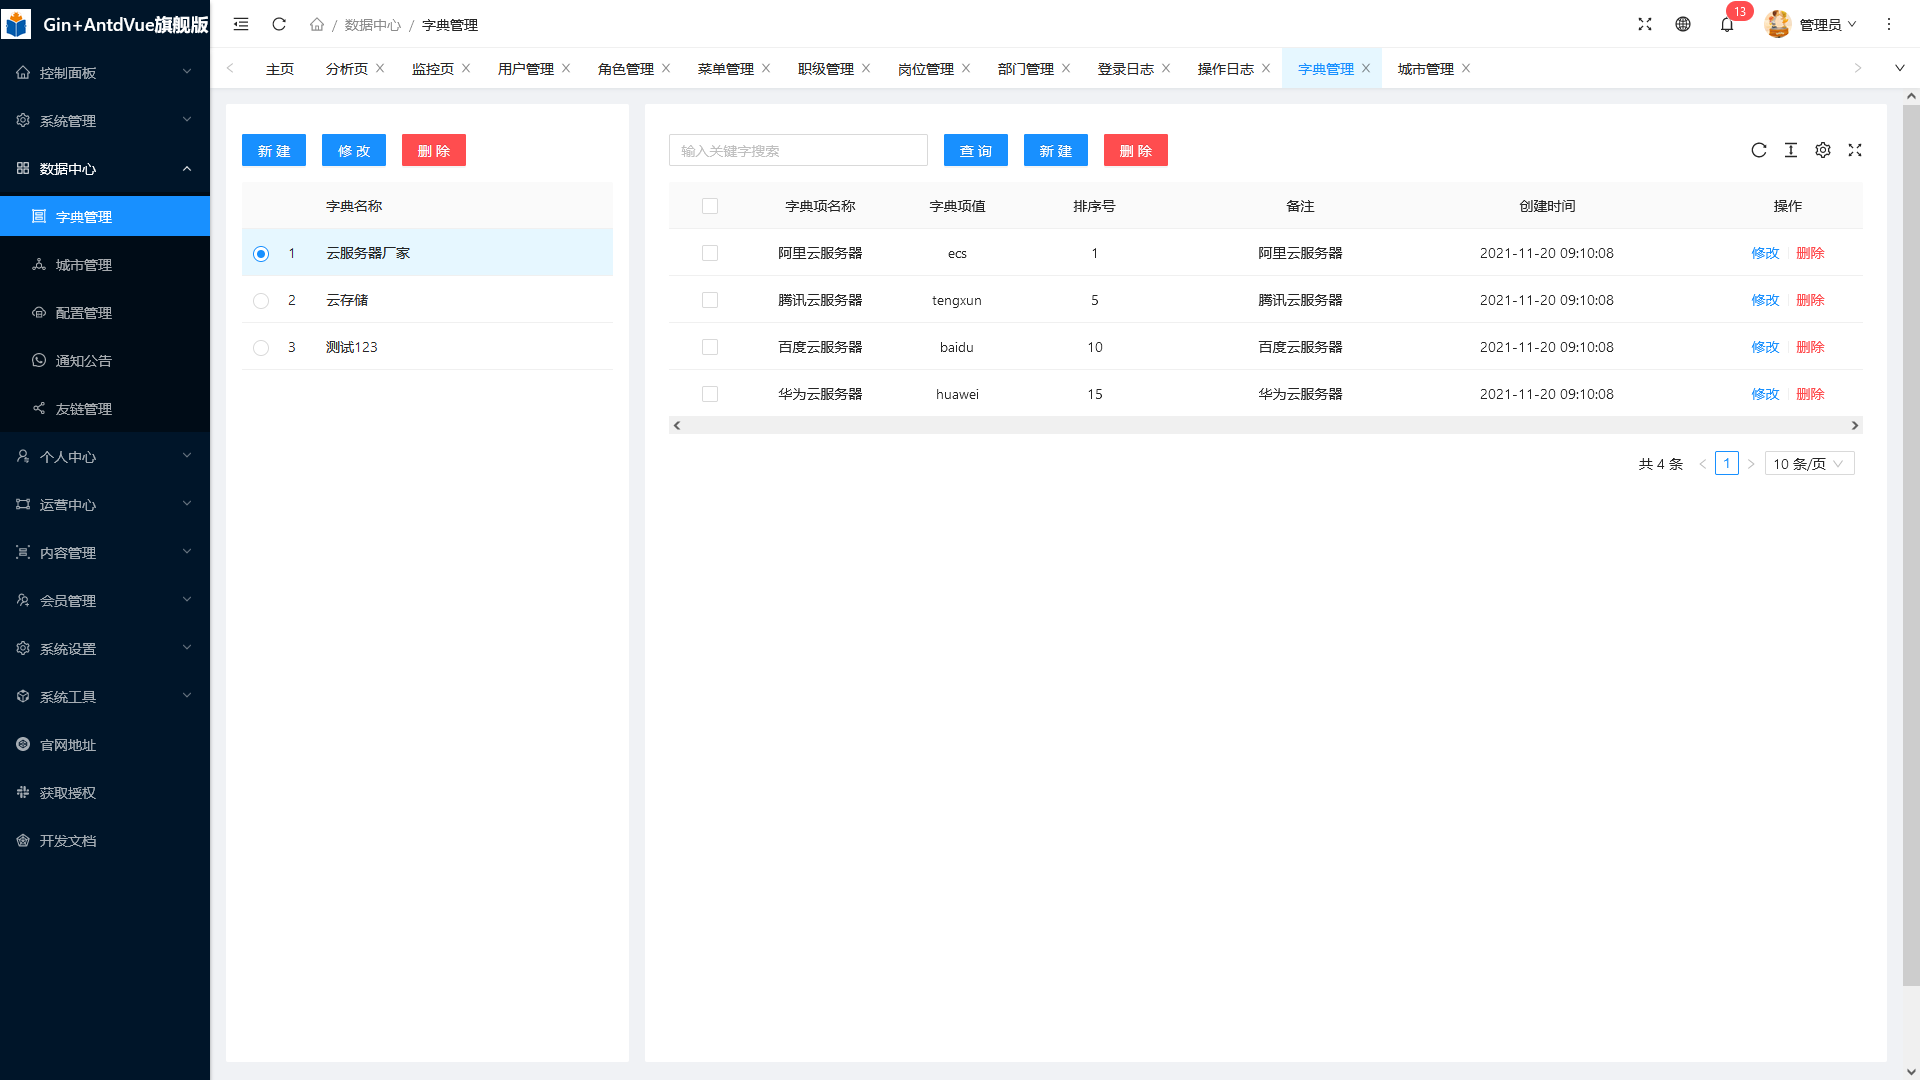 Gin+AntdVue旗舰版
控制面板
系统管理
数据中心
字典管理
城市管理
配置管理
通知公告
友链管理
个人中心
运营中心
内容管理
会员管理
系统设置
系统工具
官网地址
获取授权
开发文档
/ 数据中心 / 字典管理
13
管理员
主页 分析页 监控页 用户管理 角色管理 菜单管理 职级管理 岗位管理 部门管理 登录日志 操作日志 字典管理 城市管理
新 建 修 改 删 除
字典名称
1 云服务器厂家
2 云存储
3 测试123
输入关键字搜索 查 询 新 建 删 除
字典项名称 字典项值 排序号 备注 创建时间 操作
阿里云服务器 ecs 1 阿里云服务器 2021-11-20 09:10:08 修改 删除
腾讯云服务器 tengxun 5 腾讯云服务器 2021-11-20 09:10:08 修改 删除
百度云服务器 baidu 10 百度云服务器 2021-11-20 09:10:08 修改 删除
华为云服务器 huawei 15 华为云服务器 2021-11-20 09:10:08 修改 删除
共 4 条 1 10 条/页